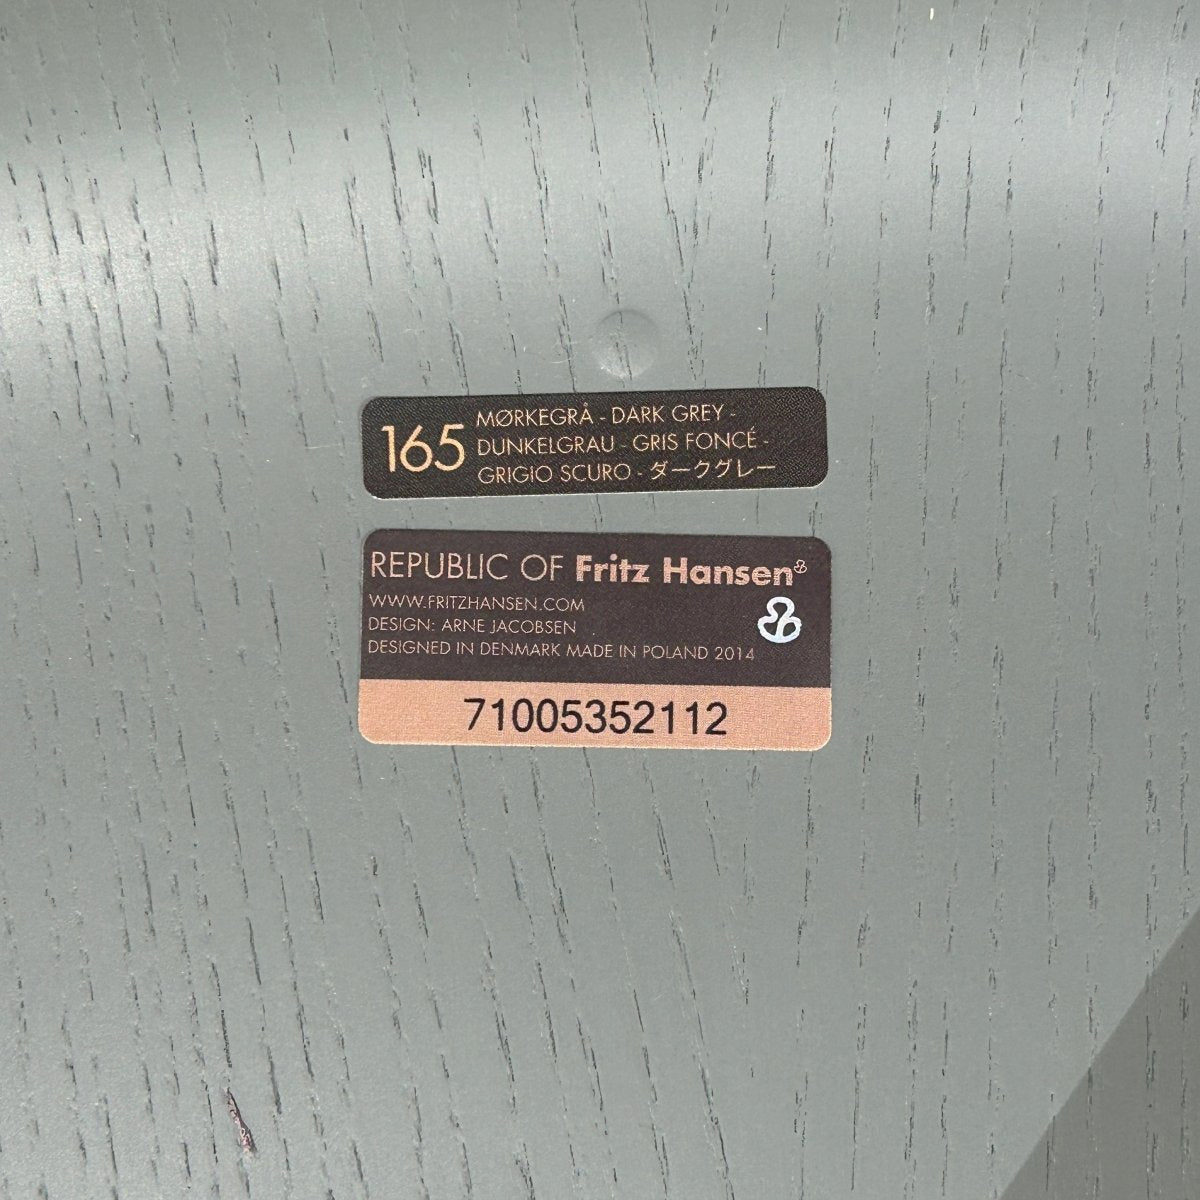 165
MØRKEGRÅ - DARK GREY -
DUNKELGRAU - GRIS FONCÉ -
GRIGIO SCURO - ダークグレー
REPUBLIC OF Fritz Hansen
WWW.FRITZHANSEN.COM
DESIGN: ARNE JACOBSEN
DESIGNED IN DENMARK MADE IN POLAND 2014
71005352112